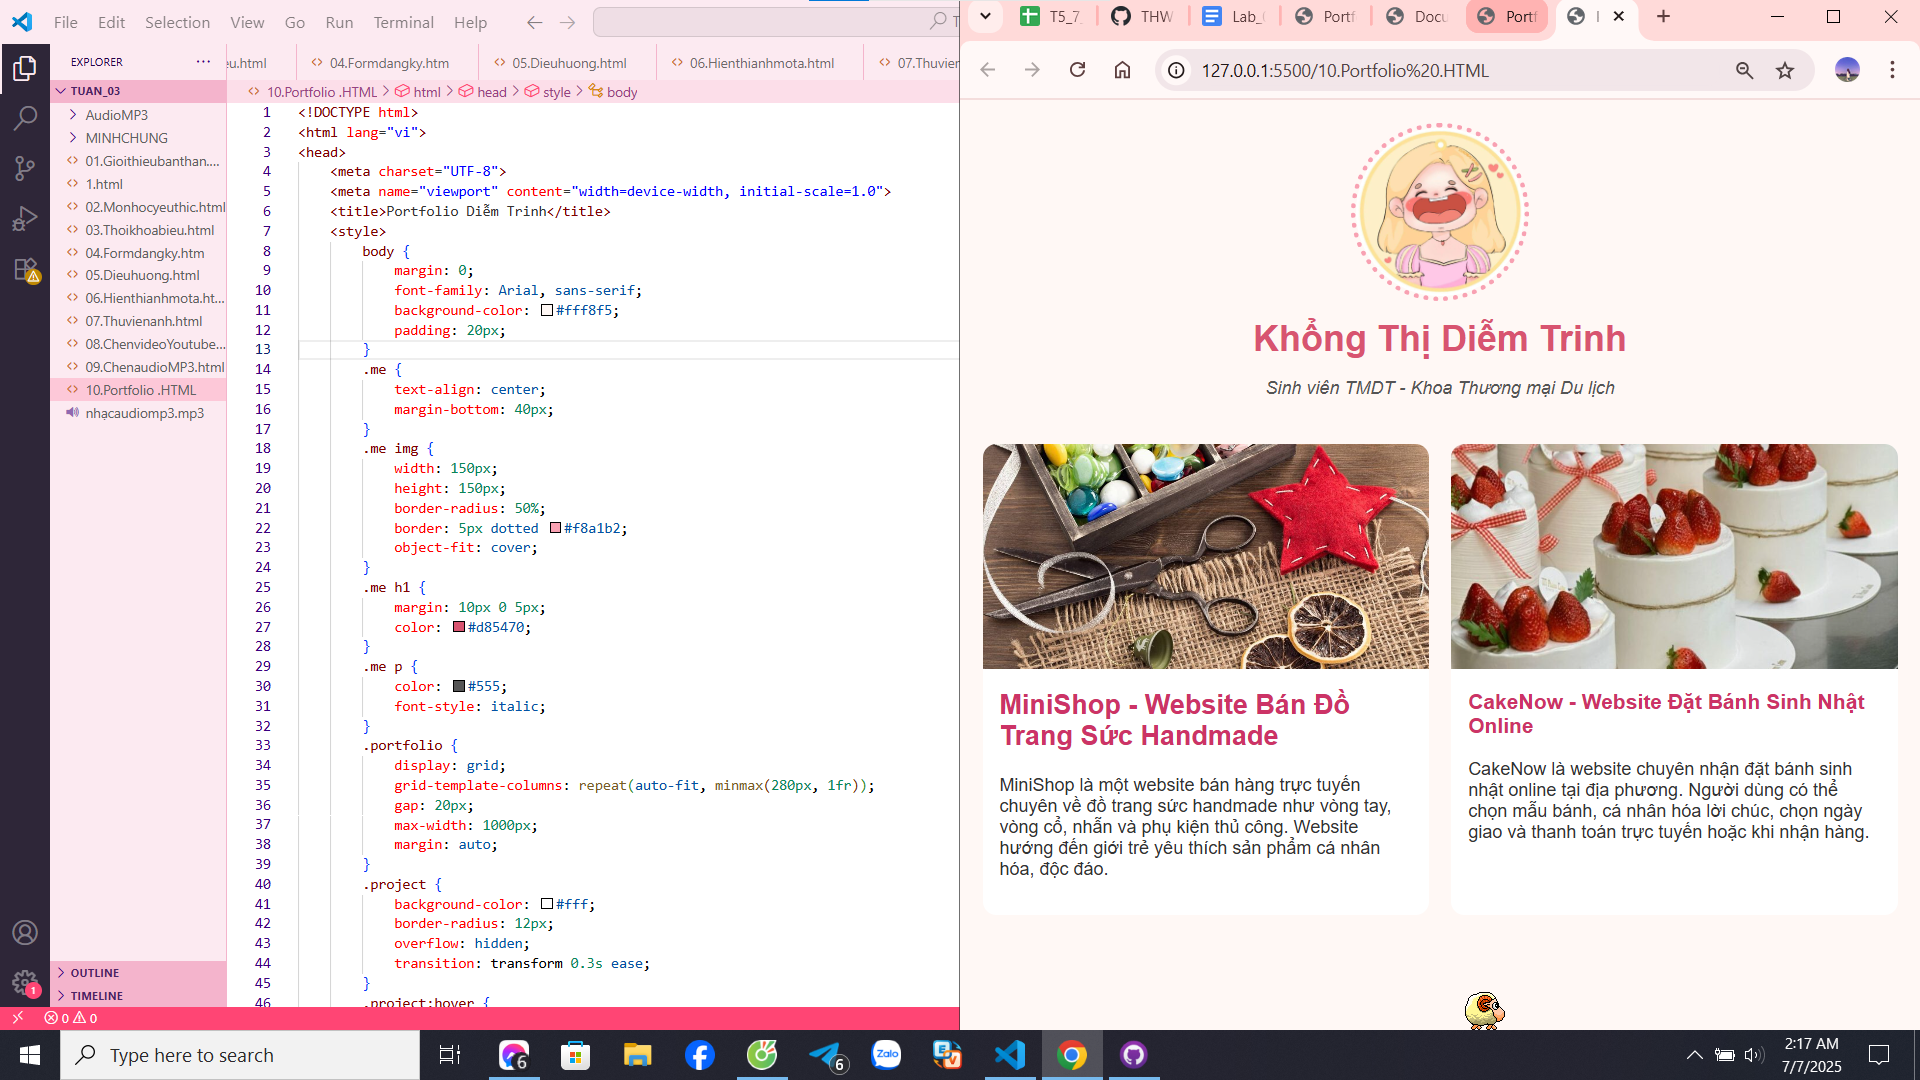 File Edit Selection View Go Run Terminal Help
T5_7
THW
Lab_
Portf
Docu
Portf
127.0.0.1:5500/10.Portfolio%20.HTML
EXPLORER ...
eu.html
04.Formdangky.htm
05.Dieuhuong.html
06.Hienthianhmota.html
07.Thuvien
TUAN_03
AudioMP3
MINHCHUNG
01.Gioithieubanthan....
1.html
02.Monhocyeuthic.html
03.Thoikhoabieu.html
04.Formdangky.htm
05.Dieuhuong.html
06.Hienthianhmota.ht...
07.Thuvienanh.html
08.ChenvideoYoutube...
09.ChenaudioMP3.html
10.Portfolio .HTML
nhạcaudiomp3.mp3
OUTLINE
TIMELINE
10.Portfolio .HTML > html > head > style > body
1 <!DOCTYPE html>
2 <html lang="vi">
3 <head>
4 <meta charset="UTF-8">
5 <meta name="viewport" content="width=device-width, initial-scale=1.0">
6 <title>Portfolio Diễm Trinh</title>
7 <style>
8 body {
9 margin: 0;
10 font-family: Arial, sans-serif;
11 background-color: #fff8f5;
12 padding: 20px;
13 }
14 .me {
15 text-align: center;
16 margin-bottom: 40px;
17 }
18 .me img {
19 width: 150px;
20 height: 150px;
21 border-radius: 50%;
22 border: 5px dotted #f8a1b2;
23 object-fit: cover;
24 }
25 .me h1 {
26 margin: 10px 0 5px;
27 color: #d85470;
28 }
29 .me p {
30 color: #555;
31 font-style: italic;
32 }
33 .portfolio {
34 display: grid;
35 grid-template-columns: repeat(auto-fit, minmax(280px, 1fr));
36 gap: 20px;
37 max-width: 1000px;
38 margin: auto;
39 }
40 .project {
41 background-color: #fff;
42 border-radius: 12px;
43 overflow: hidden;
44 transition: transform 0.3s ease;
45 }
46 .project:hover {
Khổng Thị Diễm Trinh
Sinh viên TMDT - Khoa Thương mại Du lịch
MiniShop - Website Bán Đồ
Trang Sức Handmade
MiniShop là một website bán hàng trực tuyến
chuyên về đồ trang sức handmade như vòng tay,
vòng cổ, nhẫn và phụ kiện thủ công. Website
hướng đến giới trẻ yêu thích sản phẩm cá nhân
hóa, độc đáo.
CakeNow - Website Đặt Bánh Sinh Nhật
Online
CakeNow là website chuyên nhận đặt bánh sinh
nhật online tại địa phương. Người dùng có thể
chọn mẫu bánh, cá nhân hóa lời chúc, chọn ngày
giao và thanh toán trực tuyến hoặc khi nhận hàng.
1
0 0
Type here to search
6
6
Zalo
2:17 AM
7/7/2025